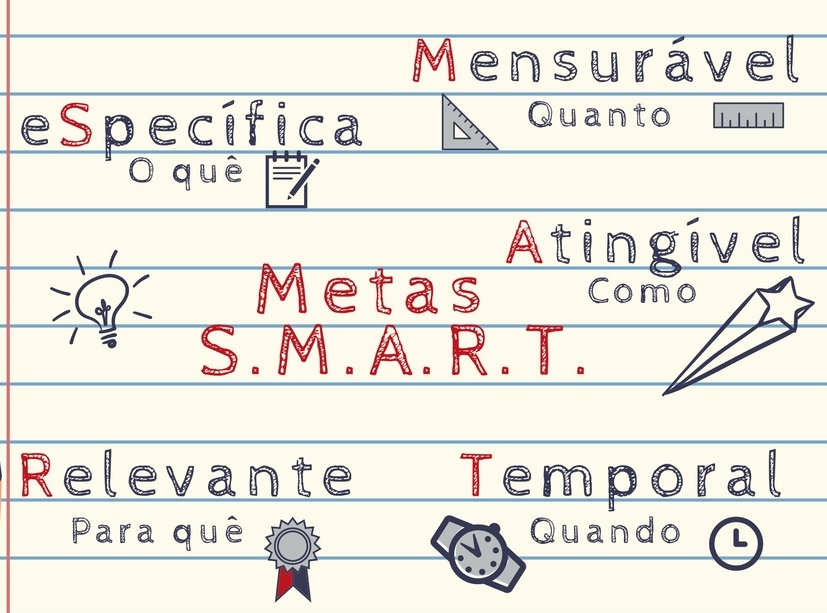 eSpecífica
O quê
Mensurável
Quanto
Atingível
Como
Metas
S.M.A.R.T.
Relevante
Para quê
Temporal
Quando